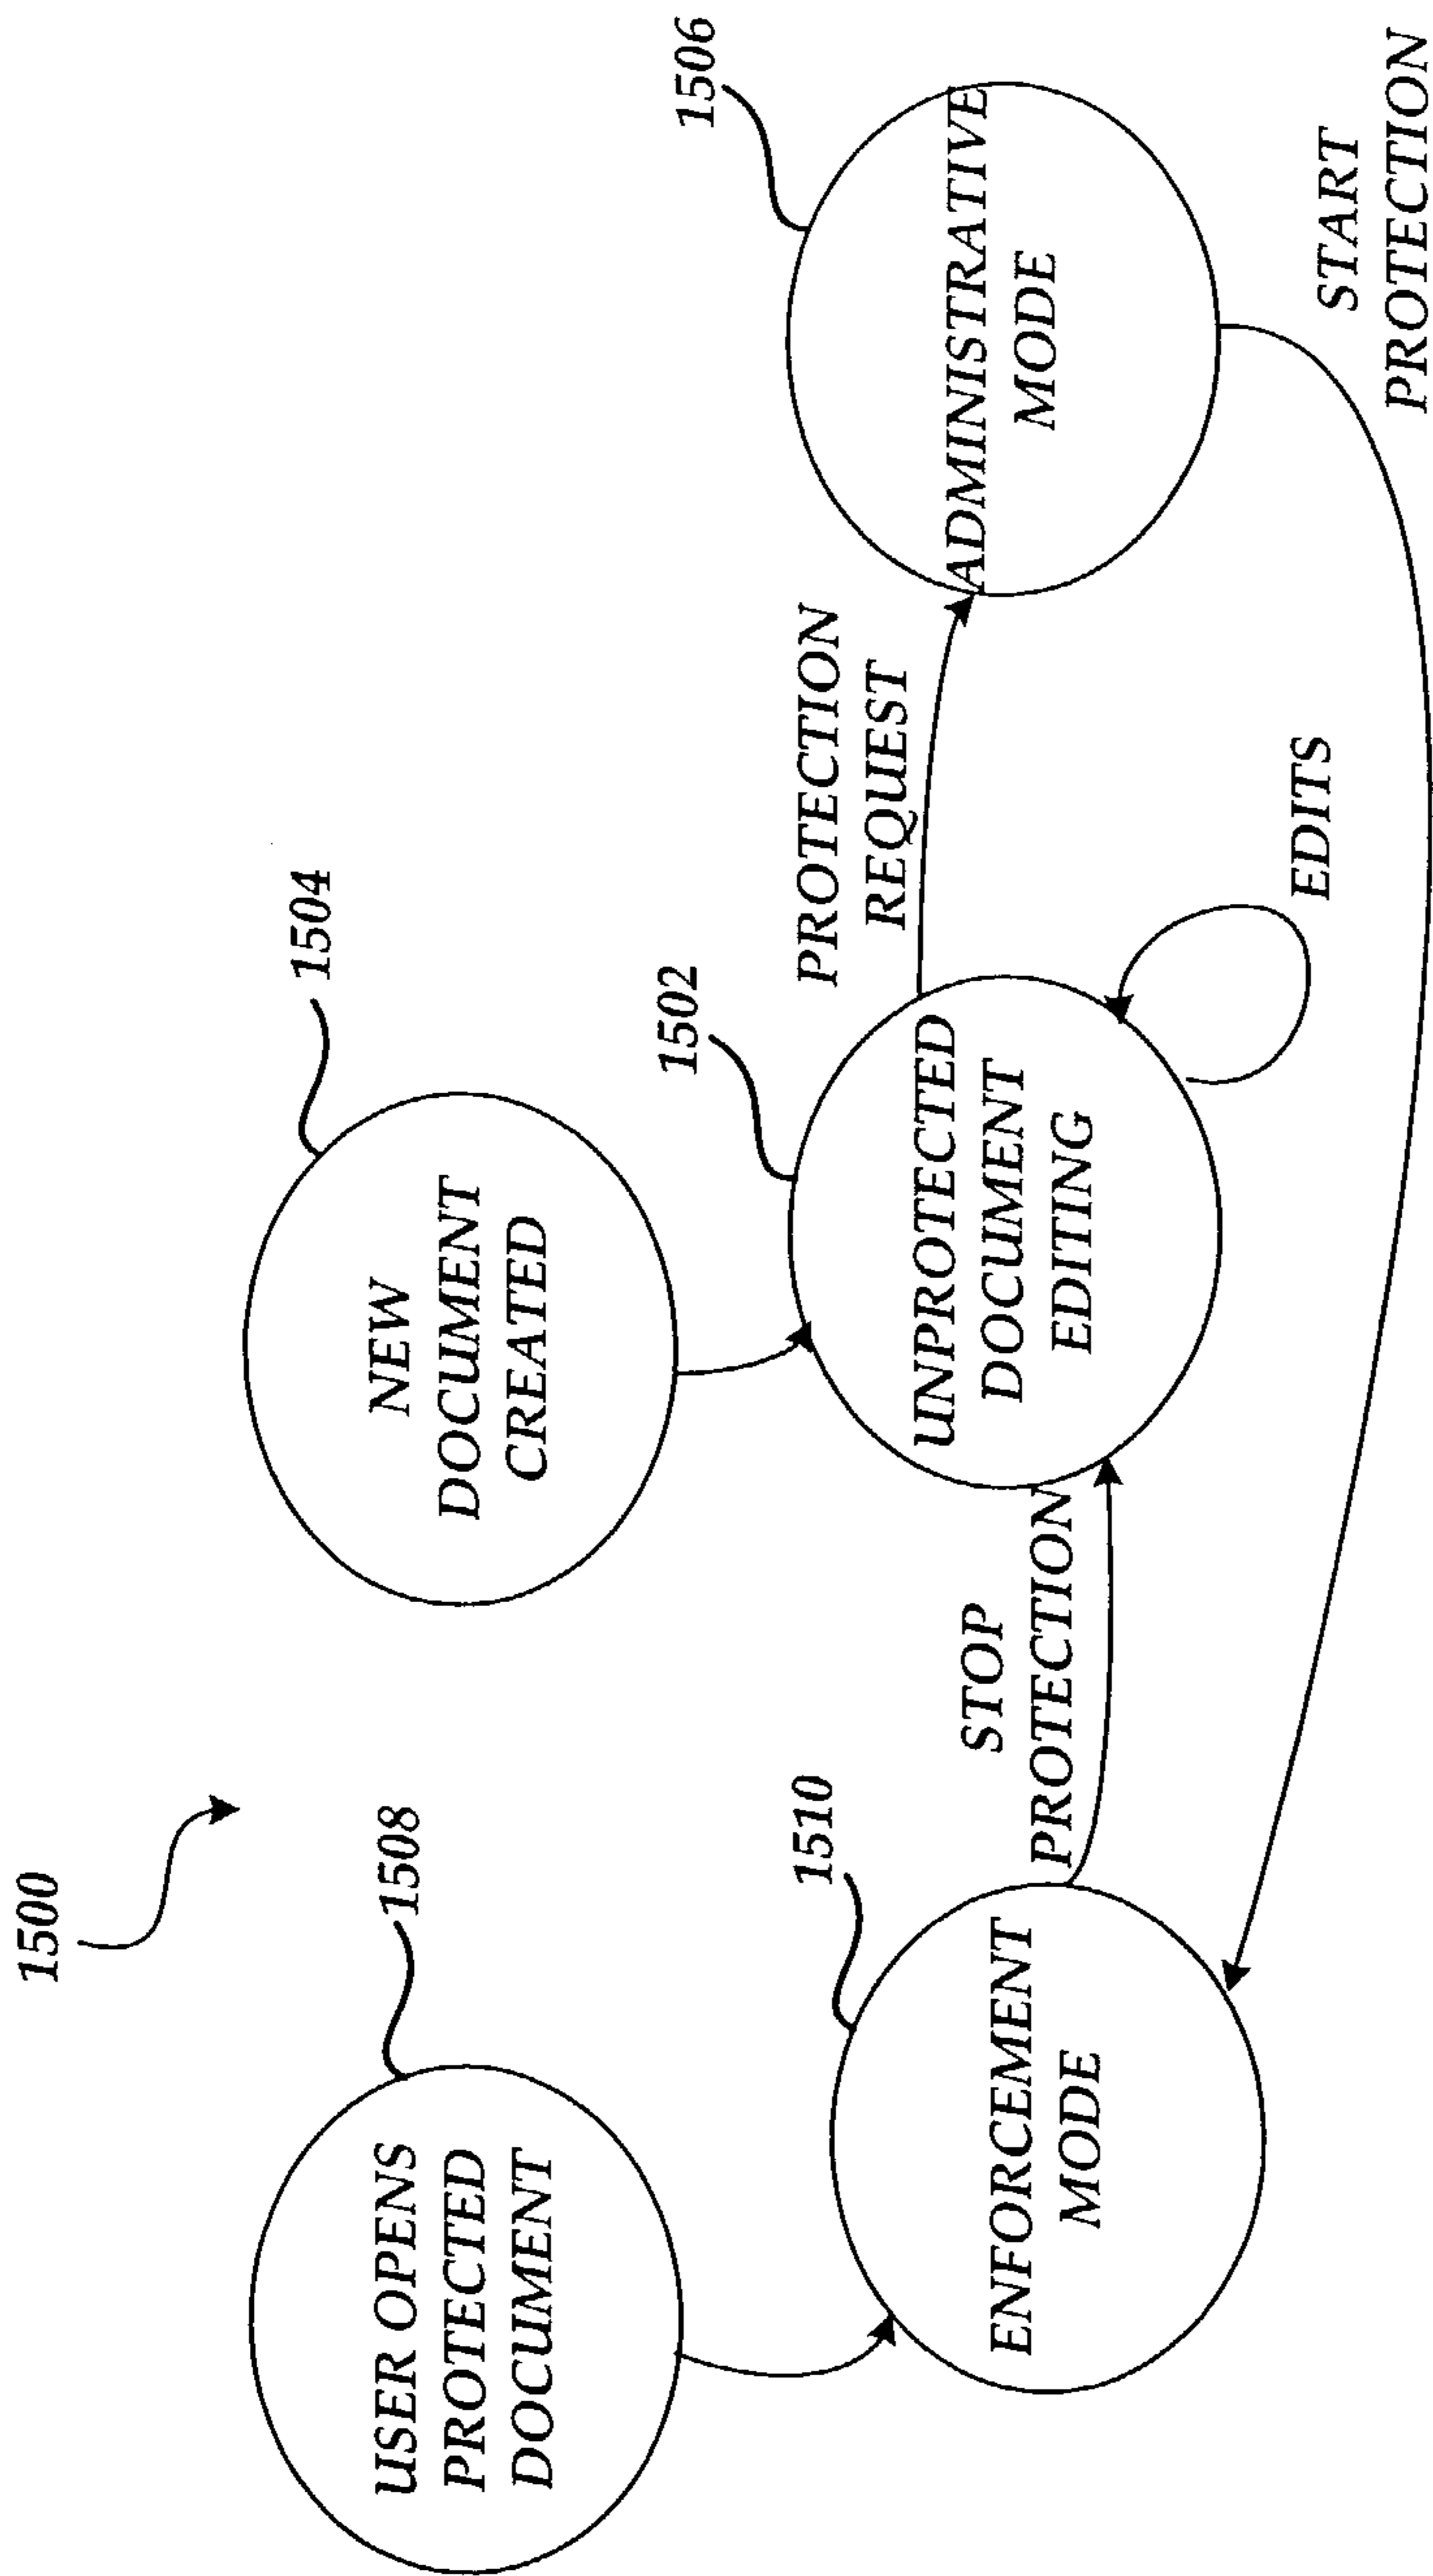 1500
1508
USER OPENS
PROTECTED
DOCUMENT
1504
NEW
DOCUMENT
CREATED
1510
ENFORCEMENT
MODE
STOP
PROTECTION
1502
UNPROTECTED
DOCUMENT
EDITING
PROTECTION
REQUEST
1506
ADMINISTRATIVE
MODE
EDITS
START
PROTECTION